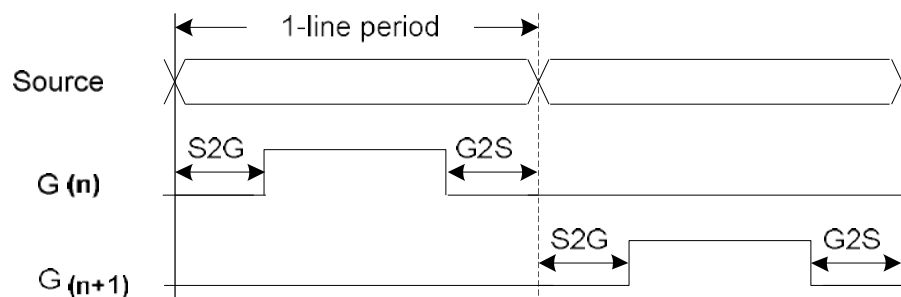 1-line period
Source
S2G G2S
G (n)
S2G G2S
G (n+1)